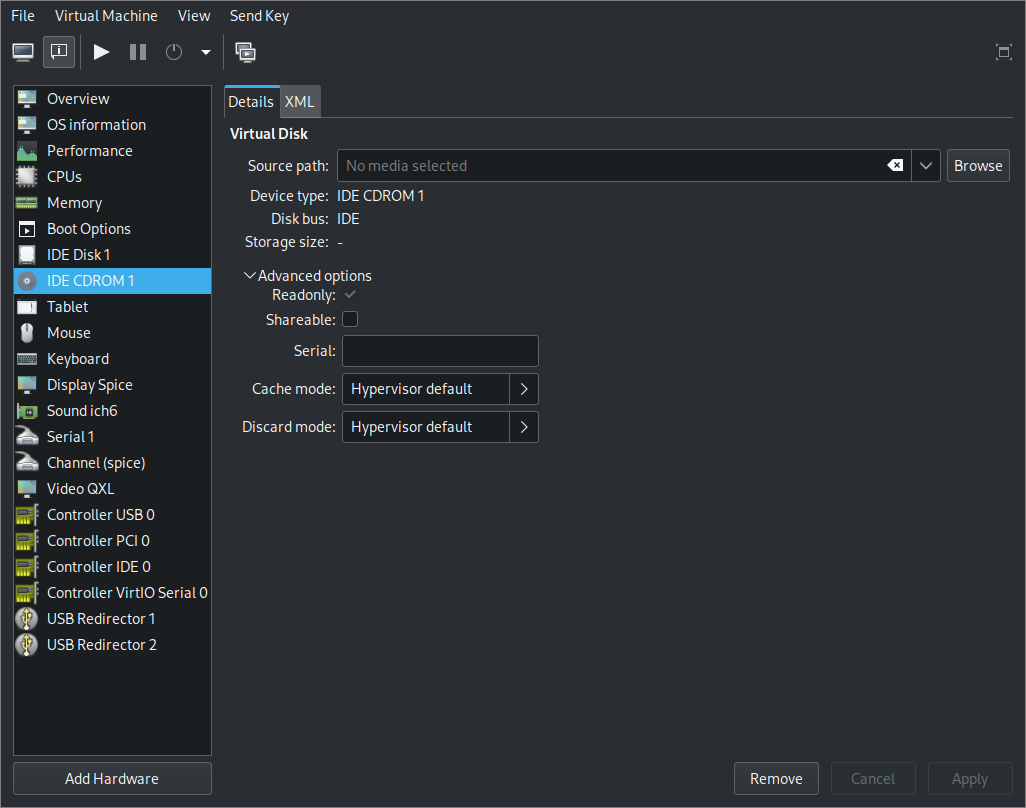 File Virtual Machine View Send Key
Overview
OS information
Performance
CPUs
Memory
Boot Options
IDE Disk 1
IDE CDROM 1
Tablet
Mouse
Keyboard
Display Spice
Sound ich6
Serial 1
Channel (spice)
Video QXL
Controller USB 0
Controller PCI 0
Controller IDE 0
Controller VirtIO Serial 0
USB Redirector 1
USB Redirector 2
Add Hardware
Details XML
Virtual Disk
Source path: No media selected Browse
Device type: IDE CDROM 1
Disk bus: IDE
Storage size: -
Advanced options
Readonly:
Shareable:
Serial:
Cache mode: Hypervisor default
Discard mode: Hypervisor default
Remove Cancel Apply